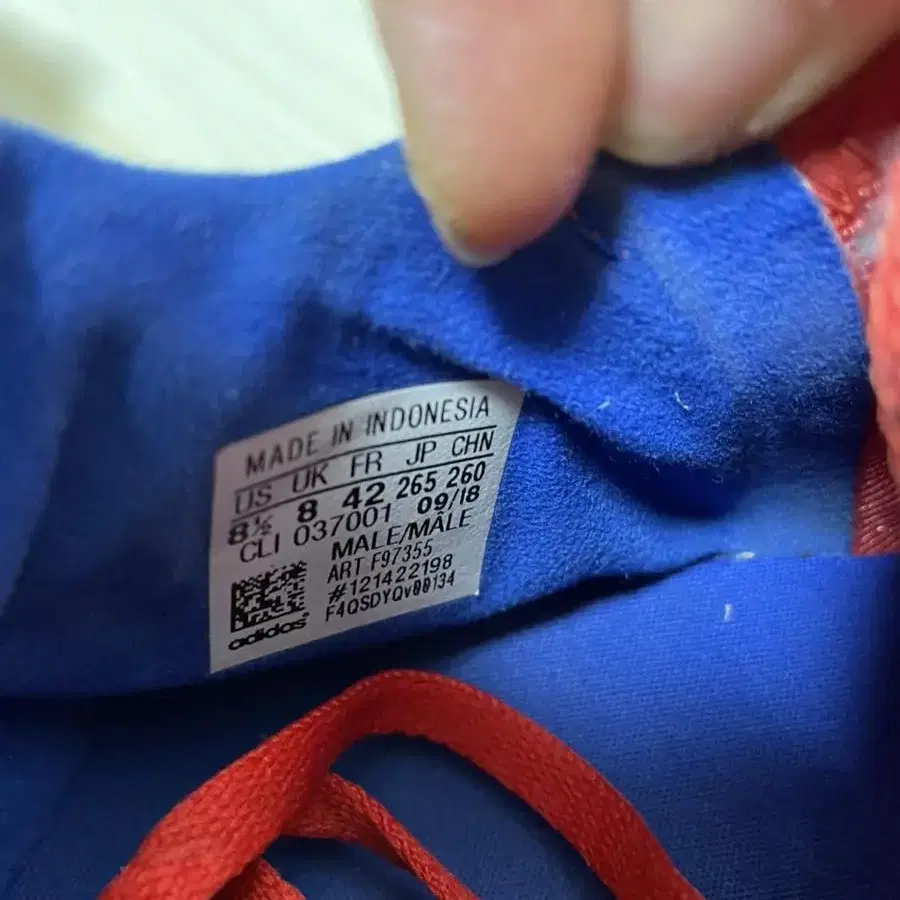 MADE IN INDONESIA
US UK FR JP CHN
8½ 8 42 265 260
CLI 037001 09/18
MALE/MÂLE
ART F97355
#121422198
F4QSDYQv00134
adidas